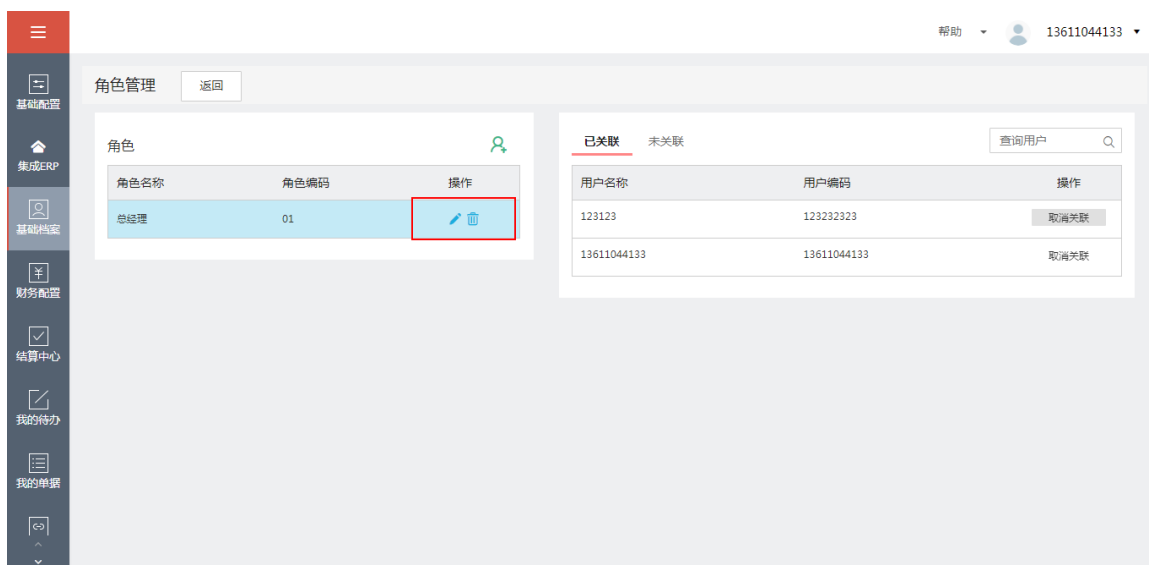 帮助
13611044133
基础配置
集成ERP
基础档案
财务配置
结算中心
我的待办
我的单据
角色管理
返回
角色
角色名称 角色编码 操作
总经理 01
已关联 未关联
查询用户
用户名称 用户编码 操作
123123 123232323 取消关联
13611044133 13611044133 取消关联